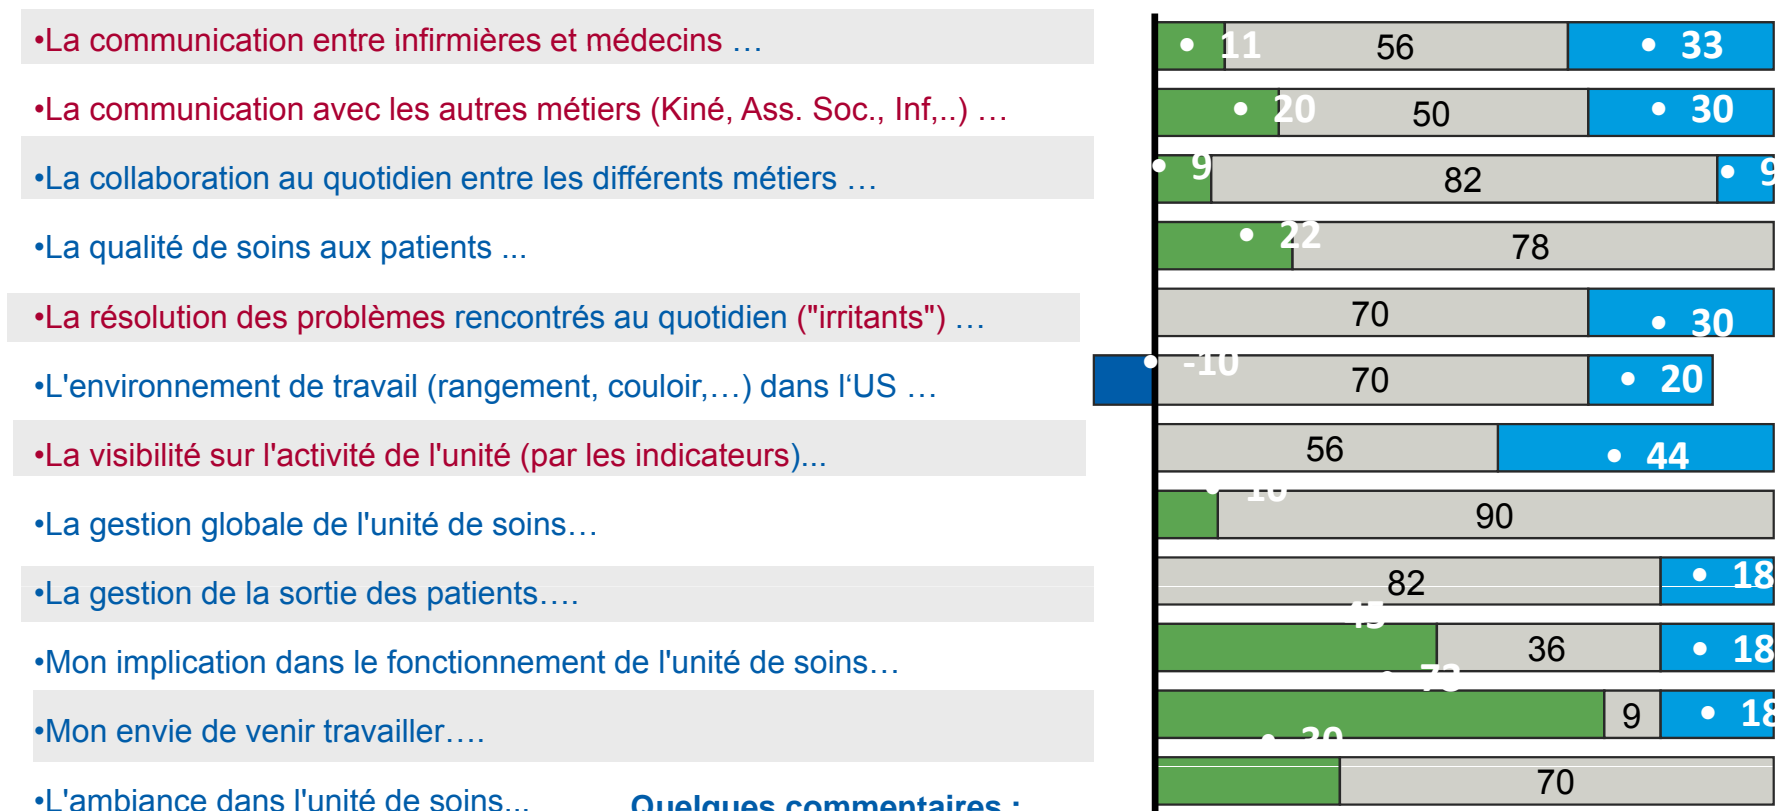 •La communication entre infirmières et médecins …
• 11 56 • 33
•La communication avec les autres métiers (Kiné, Ass. Soc., Inf,..) …
• 20 50 • 30
•La collaboration au quotidien entre les différents métiers …
• 9 82 • 9
•La qualité de soins aux patients ...
• 22 78
•La résolution des problèmes rencontrés au quotidien ("irritants") …
70 • 30
•L'environnement de travail (rangement, couloir,…) dans l‘US …
• -10 70 • 20
•La visibilité sur l'activité de l'unité (par les indicateurs)...
56 • 44
•La gestion globale de l'unité de soins…
• 10 90
•La gestion de la sortie des patients….
82 • 18
•Mon implication dans le fonctionnement de l'unité de soins…
45 36 • 18
•Mon envie de venir travailler….
• 73 9 • 18
•L'ambiance dans l'unité de soins...
• 30 70
Quelques commentaires :